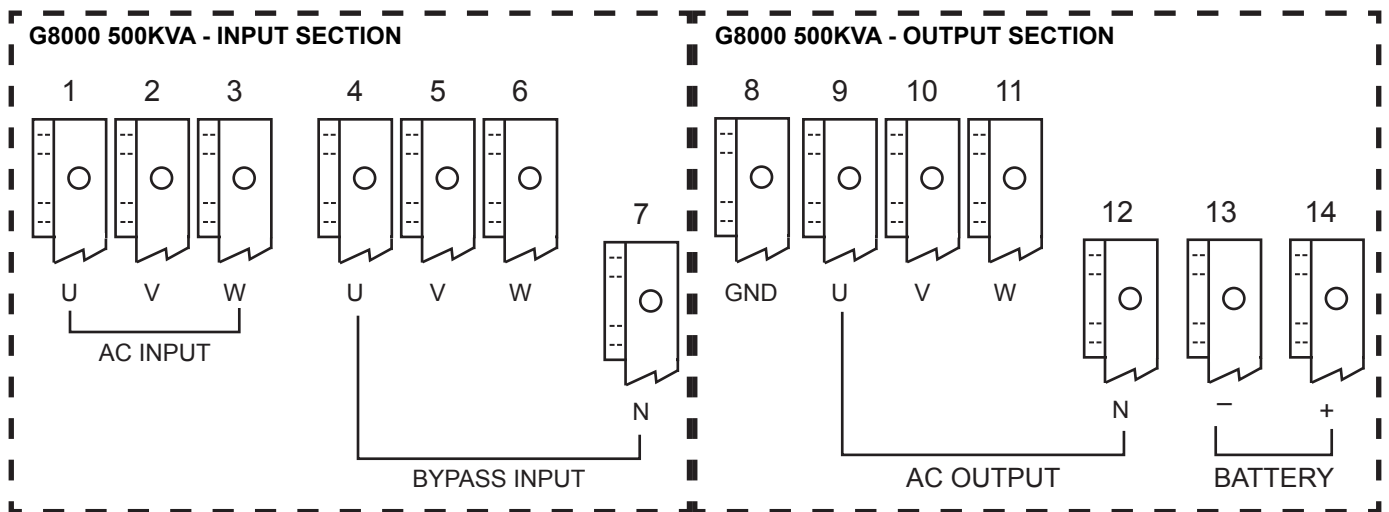 G8000 500KVA - INPUT SECTION
1 2 3 4 5 6
7
U V W U V W
AC INPUT
N
BYPASS INPUT
G8000 500KVA - OUTPUT SECTION
8 9 10 11
12 13 14
GND U V W
N – +
AC OUTPUT BATTERY